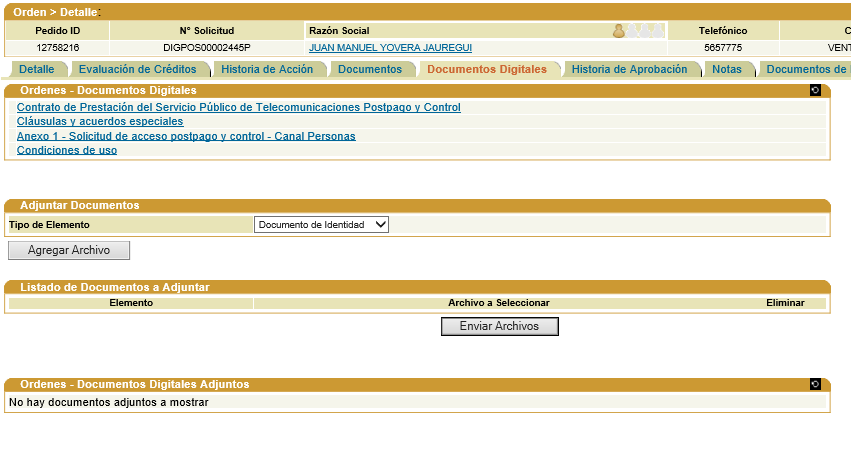 Orden > Detalle:
Pedido ID N° Solicitud Razón Social Telefónico C
12758216 DIGPOS00002445P JUAN MANUEL YOVERA JAUREGUI 5657775 VENT
Detalle Evaluación de Créditos Historia de Acción Documentos Documentos Digitales Historia de Aprobación Notas Documentos de
Ordenes - Documentos Digitales
Contrato de Prestación del Servicio Público de Telecomunicaciones Postpago y Control
Cláusulas y acuerdos especiales
Anexo 1 - Solicitud de acceso postpago y control - Canal Personas
Condiciones de uso
Adjuntar Documentos
Tipo de Elemento Documento de Identidad
Agregar Archivo
Listado de Documentos a Adjuntar
Elemento Archivo a Seleccionar Eliminar
Enviar Archivos
Ordenes - Documentos Digitales Adjuntos
No hay documentos adjuntos a mostrar